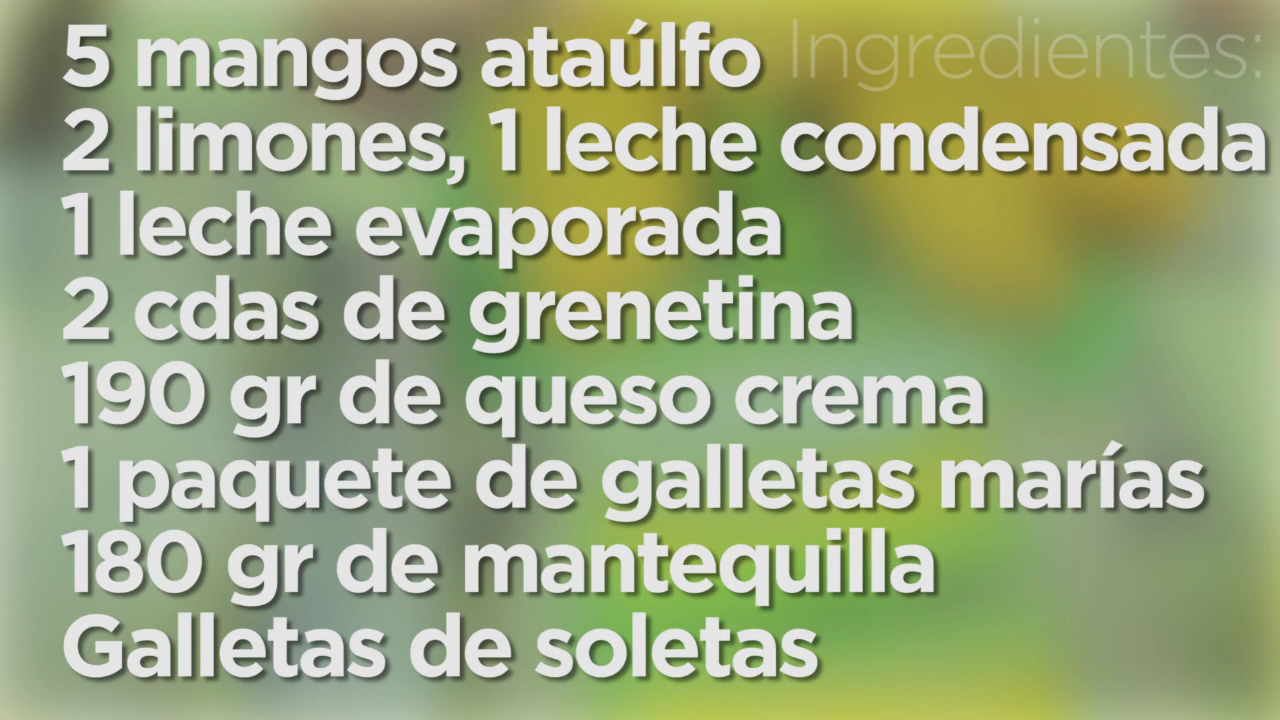 Ingredientes:
5 mangos ataúlfo
2 limones, 1 leche condensada
1 leche evaporada
2 cdas de grenetina
190 gr de queso crema
1 paquete de galletas marías
180 gr de mantequilla
Galletas de soletas